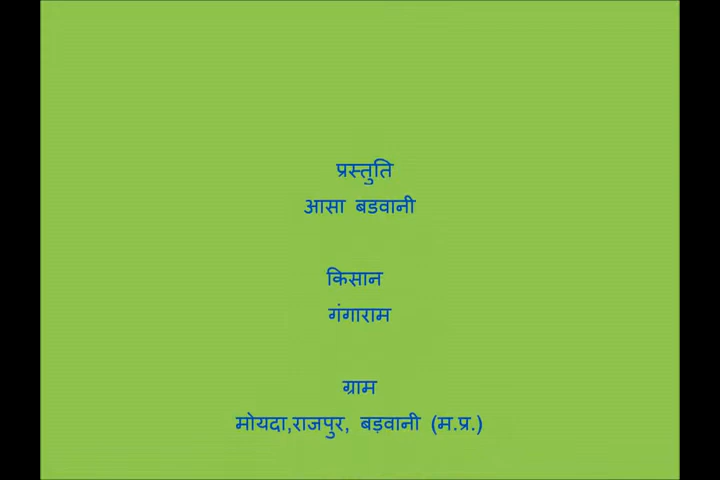 प्रस्तुति
आसा बडवानी
किसान
गंगाराम
ग्राम
मोयदा,राजपुर, बड़वानी (म.प्र.)